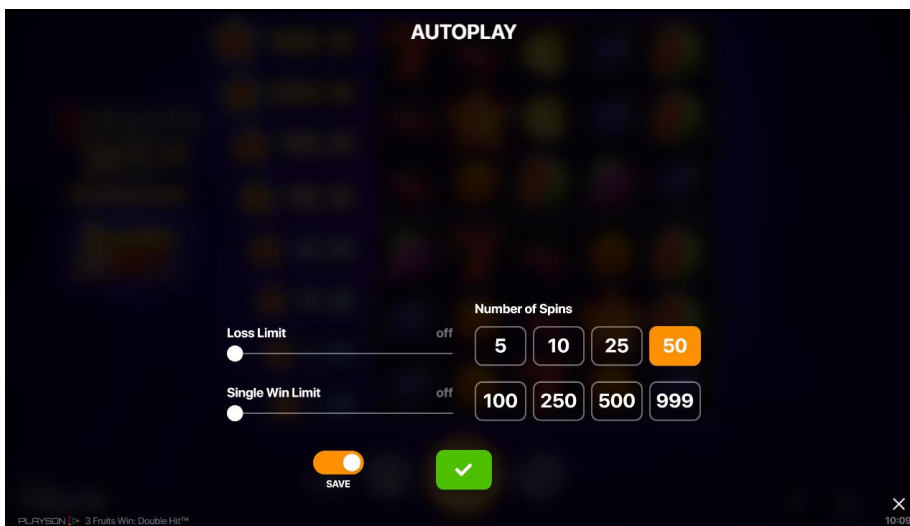 AUTOPLAY
Number of Spins
Loss Limit
off
5
10
25
50
Single Win Limit
off
100
250
500
999
SAVE
PLAYSON 3 Fruits Win: Double Hit™
10:09